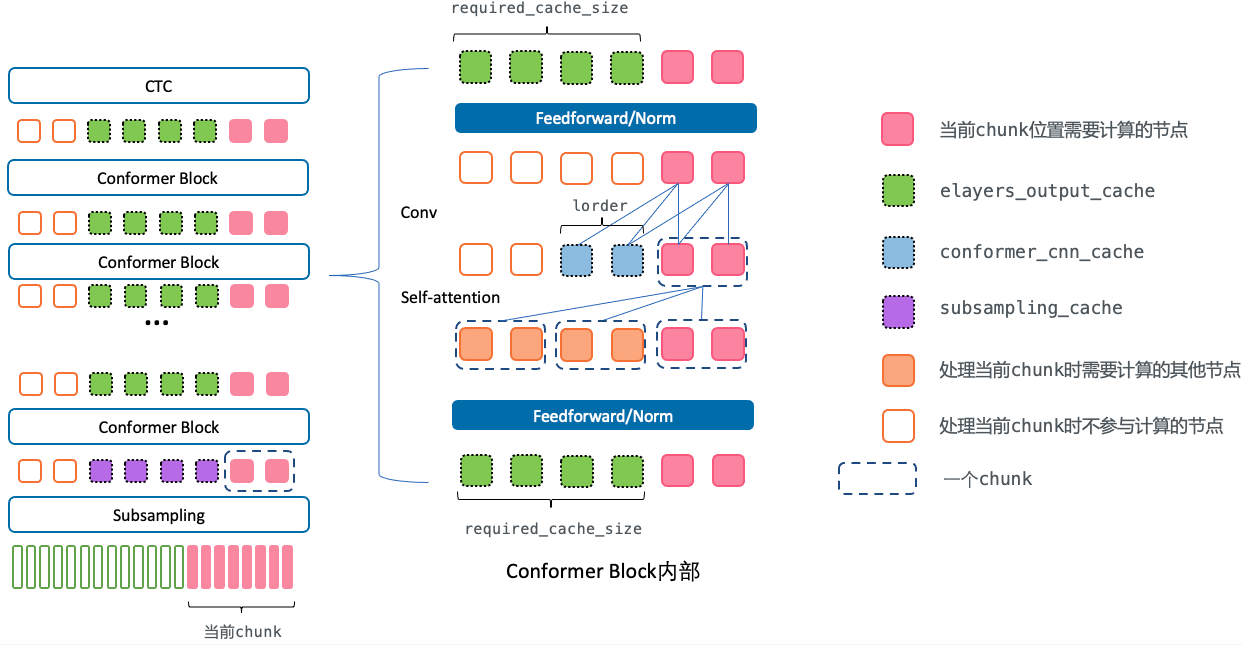 CTC
Conformer Block
Conformer Block
•••
Conformer Block
Subsampling
当前chunk
required_cache_size
Feedforward/Norm
Conv
lorder
Self-attention
Feedforward/Norm
required_cache_size
Conformer Block内部
当前chunk位置需要计算的节点
elayers_output_cache
conformer_cnn_cache
subsampling_cache
处理当前chunk时需要计算的其他节点
处理当前chunk时不参与计算的节点
一个chunk